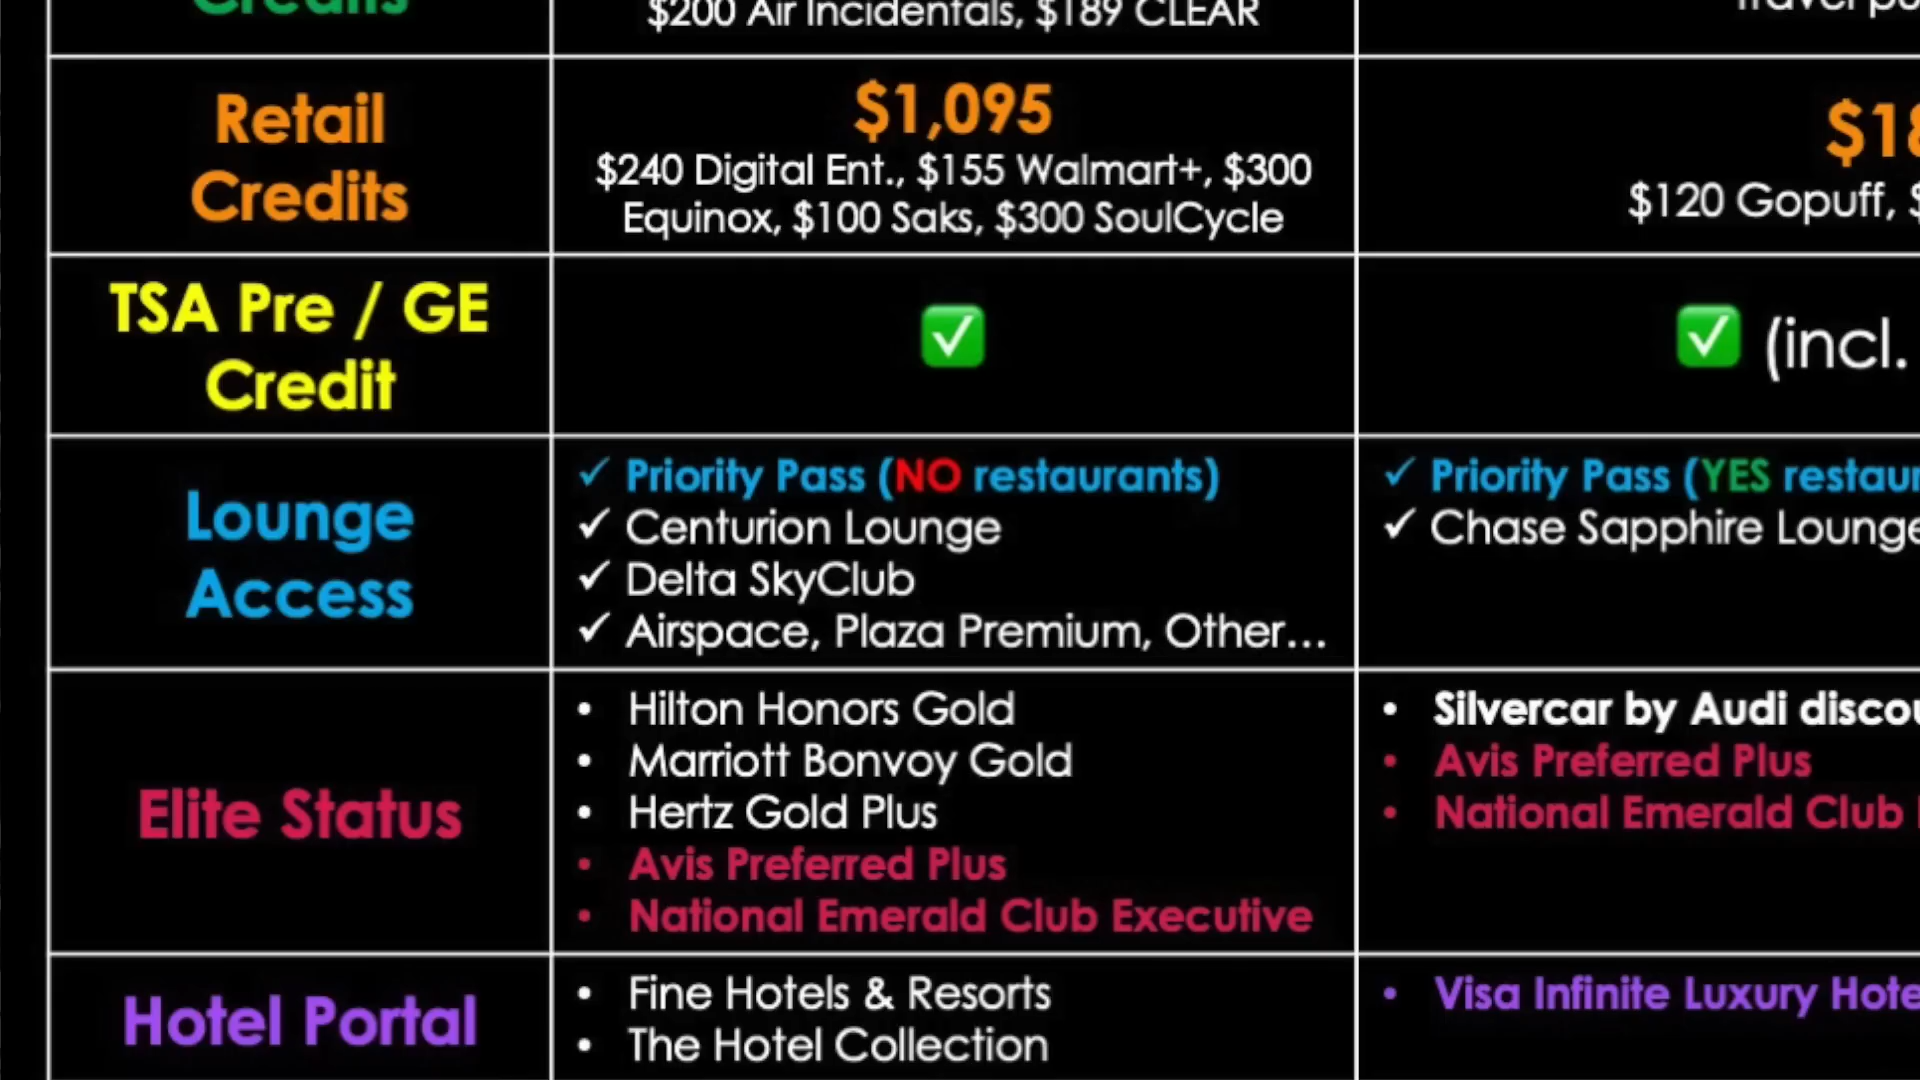 Credits
$200 Air Incidentals, $189 CLEAR
Retail
Credits
$1,095
$240 Digital Ent., $155 Walmart+, $300
Equinox, $100 Saks, $300 SoulCycle
$120 Gopuff,
TSA Pre / GE
Credit
✅
✅ (incl.
Lounge
Access
✓ Priority Pass (NO restaurants)
✓ Centurion Lounge
✓ Delta SkyClub
✓ Airspace, Plaza Premium, Other...
✓ Priority Pass (YES
✓ Chase Sapphire Lounge
Elite Status
• Hilton Honors Gold
• Marriott Bonvoy Gold
• Hertz Gold Plus
• Avis Preferred Plus
• National Emerald Club Executive
• Silvercar by Audi
• Avis Preferred Plus
• National Emerald Club
Hotel Portal
• Fine Hotels & Resorts
• The Hotel Collection
• Visa Infinite Luxury